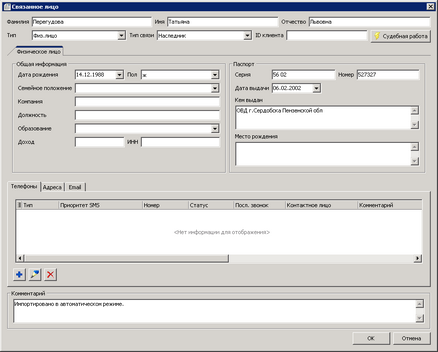 Связанное лицо
Фамилия Перегудова Имя Татьяна Отчество Львовна
Тип Физ.лицо Тип связи Наследник ID клиента Судебная работа
Физическое лицо
Общая информация
Дата рождения 14.12.1988 Пол ж
Семейное положение
Компания
Должность
Образование
Доход ИНН
Паспорт
Серия 56 02 Номер 527327
Дата выдачи 06.02.2002
Кем выдан
ОВД г.Сердобска Пензенской обл
Место рождения
Телефоны Адреса Email
Тип Приоритет SMS Номер Статус Посл. звонок Контактное лицо Комментарий
<Нет информации для отображения>
Комментарий
Импортировано в автоматическом режиме.
OK Отмена